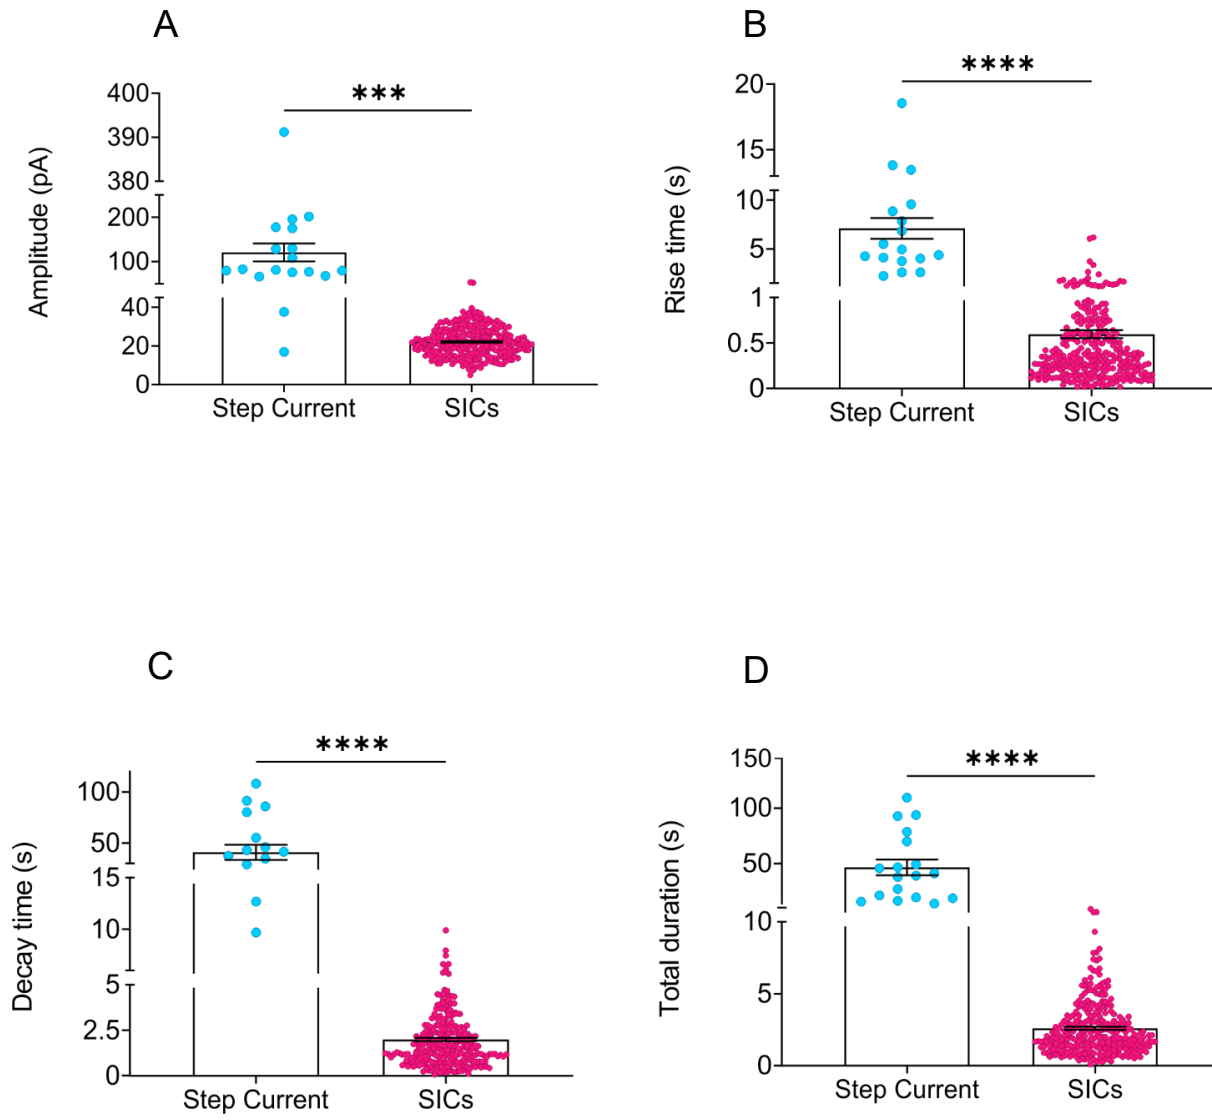 A
***
Amplitude (pA)
400
390
380
200
100
40
20
0
Step Current
SICs
B
****
Rise time (s)
20
15
10
5
1
0.5
0
Step Current
SICs
C
****
Decay time (s)
100
50
15
10
5
2.5
0
Step Current
SICs
D
****
Total duration (s)
150
100
50
10
5
0
Step Current
SICs